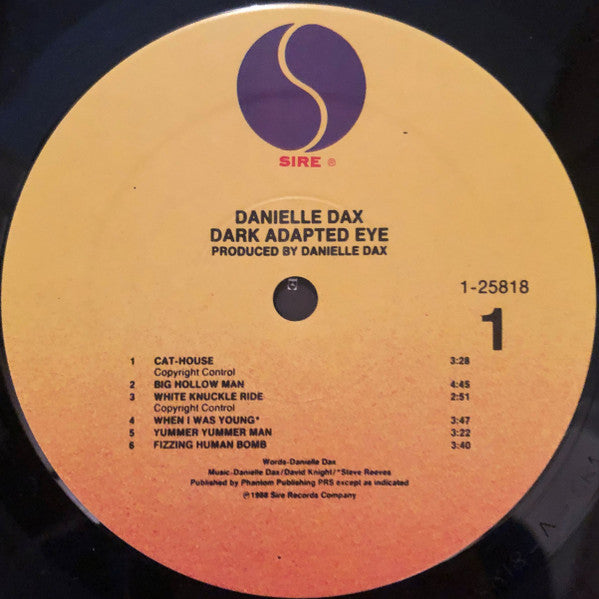 SIRE ®
DANIELLE DAX
DARK ADAPTED EYE
PRODUCED BY DANIELLE DAX
1-25818
1
1 CAT-HOUSE 3:28
Copyright Control
2 BIG HOLLOW MAN 4:45
3 WHITE KNUCKLE RIDE 2:51
Copyright Control
4 WHEN I WAS YOUNG* 3:47
5 YUMMER YUMMER MAN 3:22
6 FIZZING HUMAN BOMB 3:40
Words-Danielle Dax
Music-Danielle Dax/David Knight/*Steve Reeves
Published by Phantom Publishing PRS except as indicated
℗1988 Sire Records Company